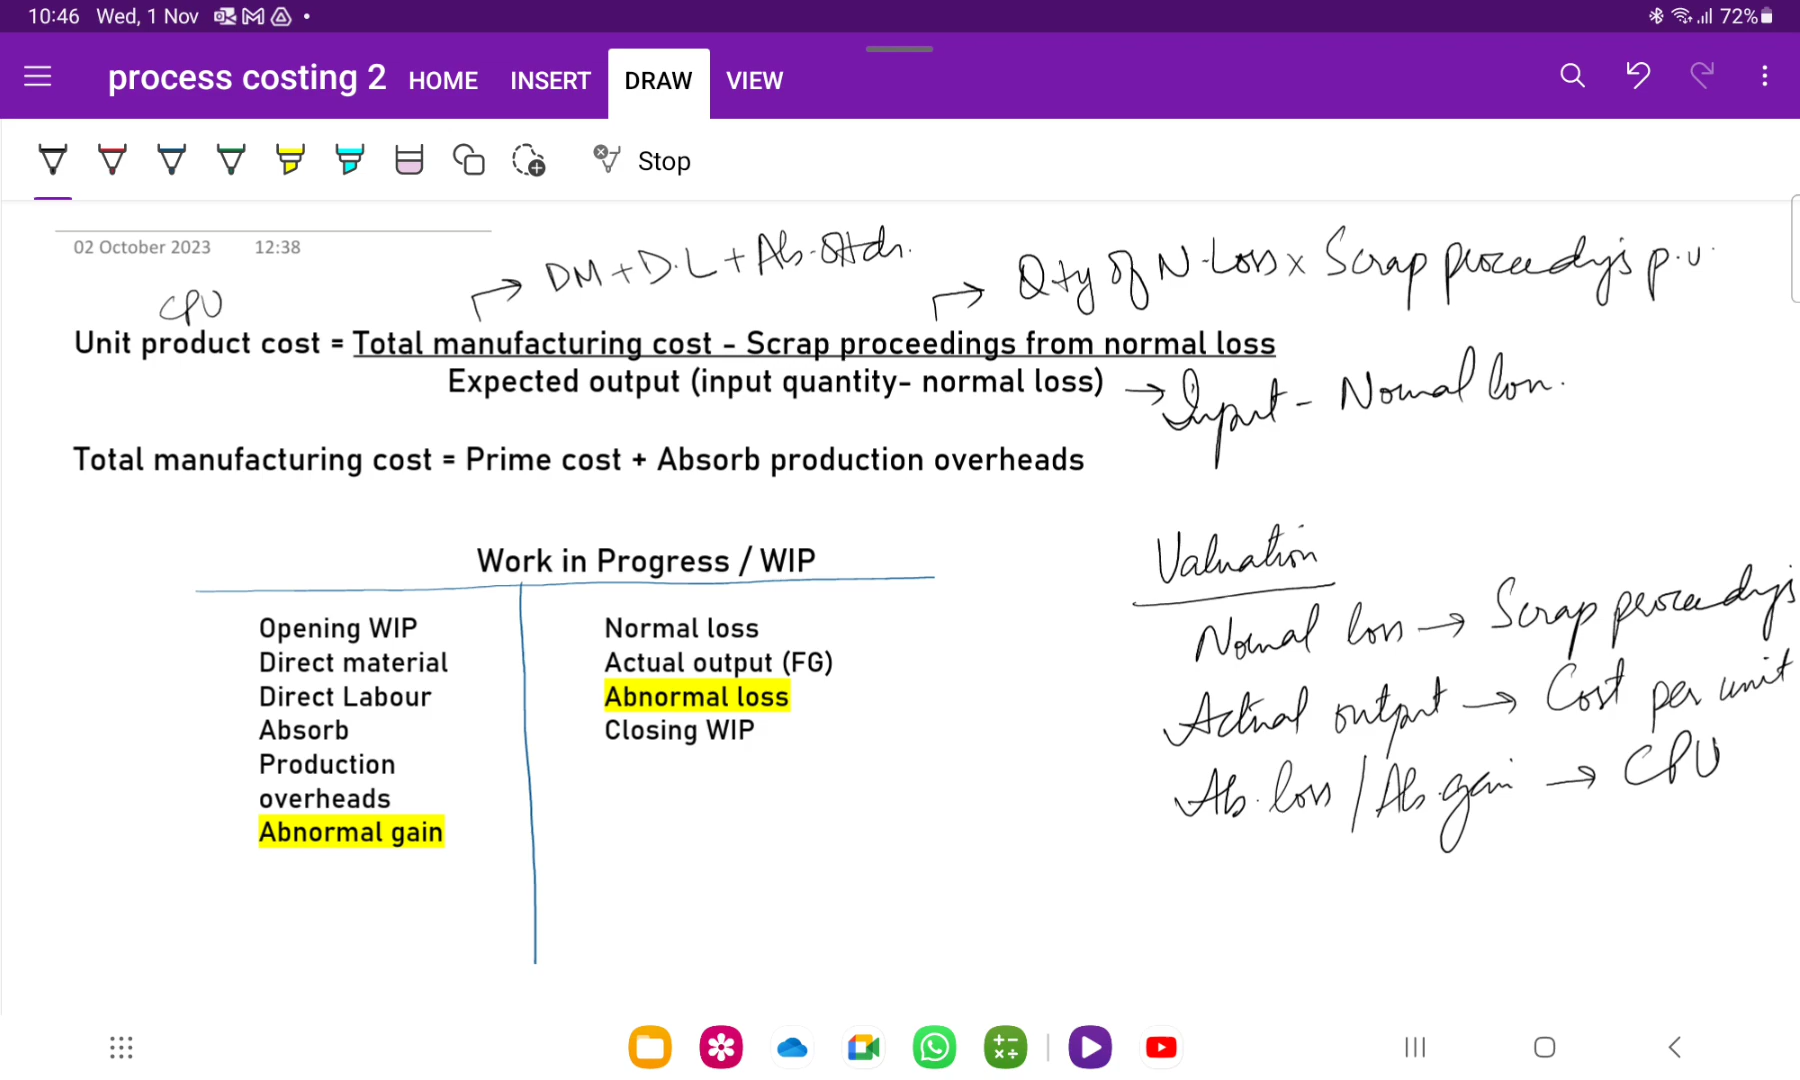 10:46 Wed, 1 Nov 72%
process costing 2 HOME INSERT DRAW VIEW
Stop
02 October 2023 12:38
DM + D.L + Ab. OHds.
Qty of N.Loss x Scrap proceedings p.u.
CPU
Unit product cost = Total manufacturing cost - Scrap proceedings from normal loss
Expected output (input quantity- normal loss) → Input - Normal loss.
Total manufacturing cost = Prime cost + Absorb production overheads
Work in Progress / WIP
Opening WIP
Direct material
Direct Labour
Absorb
Production
overheads
Abnormal gain
Normal loss
Actual output (FG)
Abnormal loss
Closing WIP
Valuation
Normal loss → Scrap proceedings
Actual output → Cost per unit
Ab. loss / Ab. gain → CPU